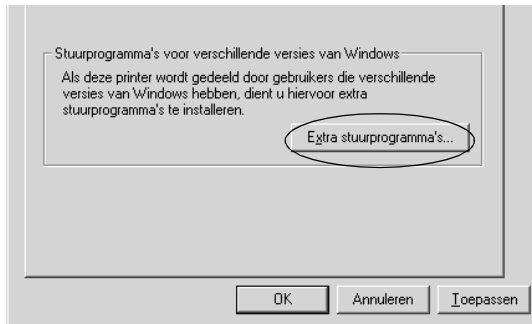 Stuurprogramma's voor verschillende versies van Windows
Als deze printer wordt gedeeld door gebruikers die verschillende
versies van Windows hebben, dient u hiervoor extra
stuurprogramma's te installeren.
Extra stuurprogramma's...
OK Annuleren Toepassen